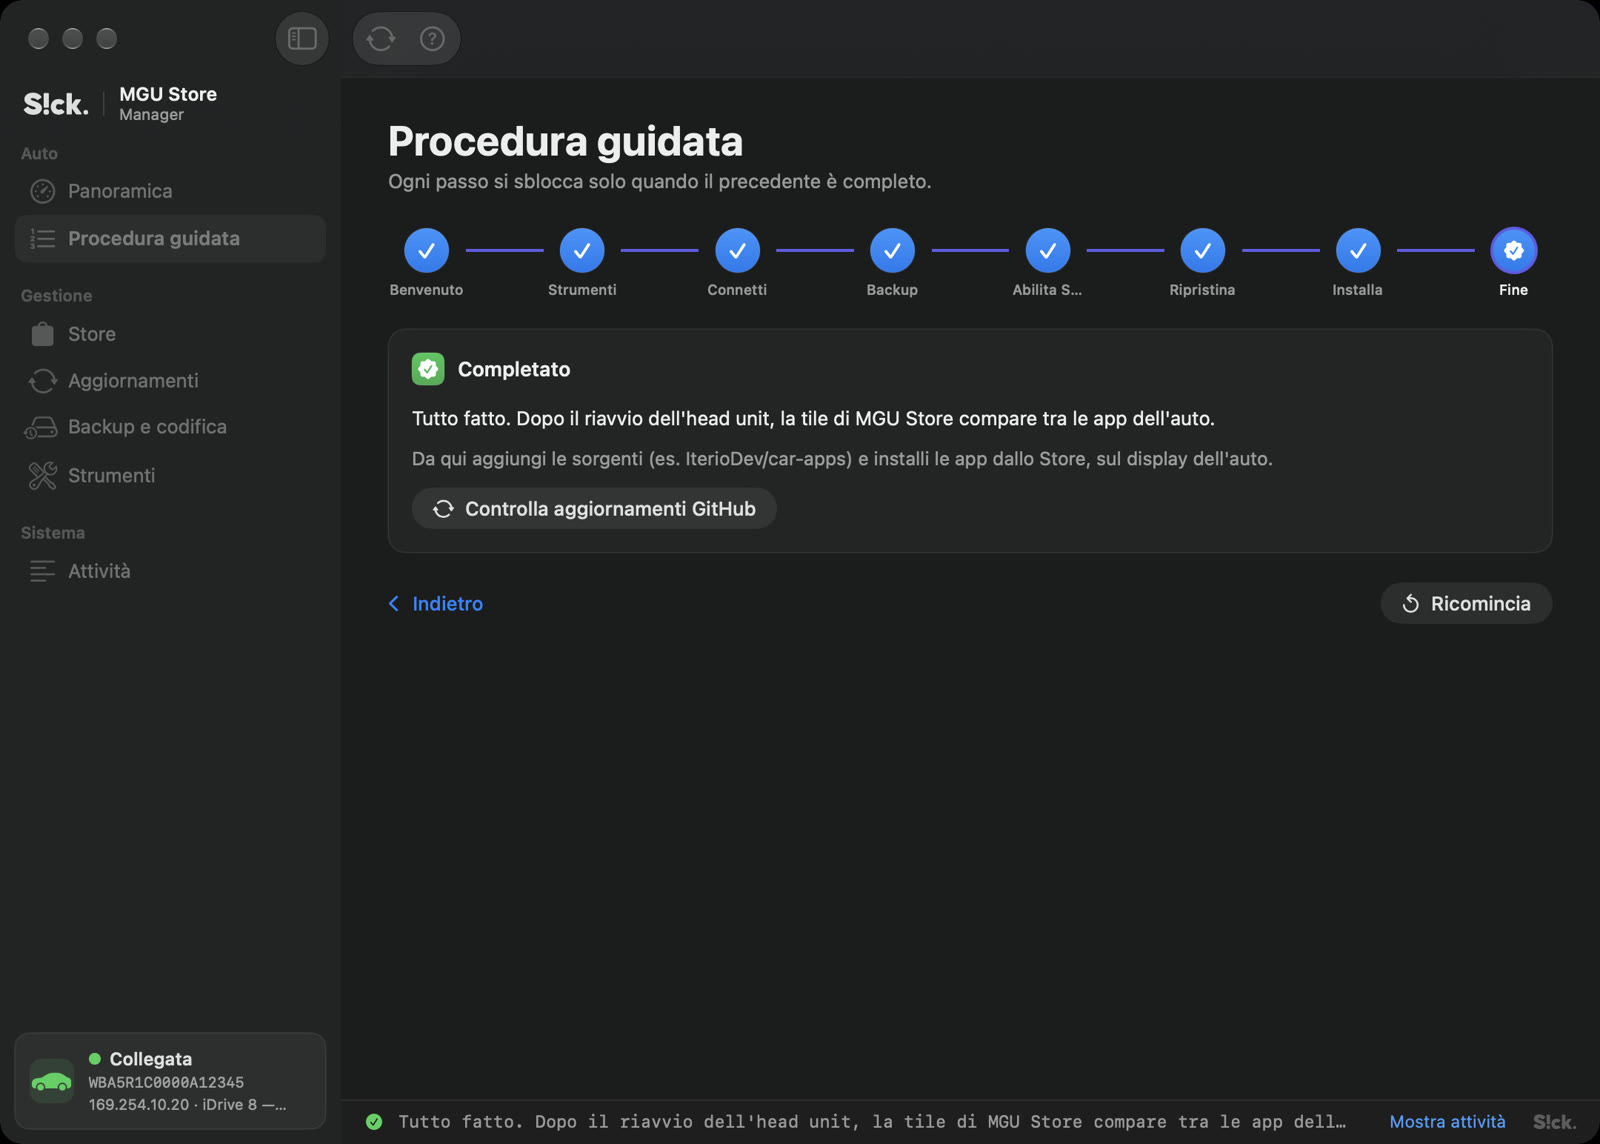 S!ck.
MGU Store
Manager
Auto
Panoramica
Procedura guidata
Gestione
Store
Aggiornamenti
Backup e codifica
Strumenti
Sistema
Attività
Collegata
WBA5R1C0000A12345
169.254.10.20 · iDrive 8 —...
Procedura guidata
Ogni passo si sblocca solo quando il precedente è completo.
Benvenuto
Strumenti
Connetti
Backup
Abilita S...
Ripristina
Installa
Fine
Completato
Tutto fatto. Dopo il riavvio dell'head unit, la tile di MGU Store compare tra le app dell'auto.
Da qui aggiungi le sorgenti (es. IterioDev/car-apps) e installi le app dallo Store, sul display dell'auto.
Controlla aggiornamenti GitHub
Indietro
Ricomincia
Tutto fatto. Dopo il riavvio dell'head unit, la tile di MGU Store compare tra le app dell…
Mostra attività
S!ck.